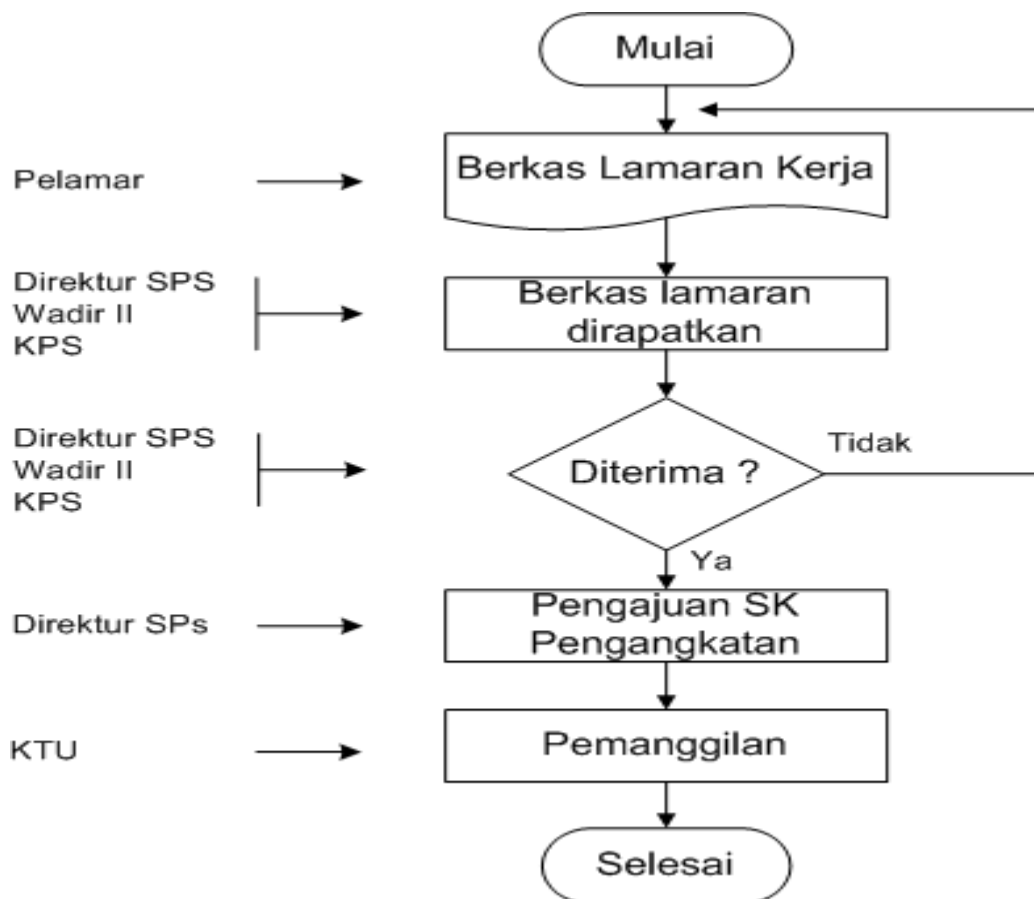 Mulai
Pelamar
Berkas Lamaran Kerja
Direktur SPS
Wadir II
KPS
Berkas lamaran
dirapatkan
Direktur SPS
Wadir II
KPS
Diterima ?
Tidak
Ya
Direktur SPs
Pengajuan SK
Pengangkatan
KTU
Pemanggilan
Selesai